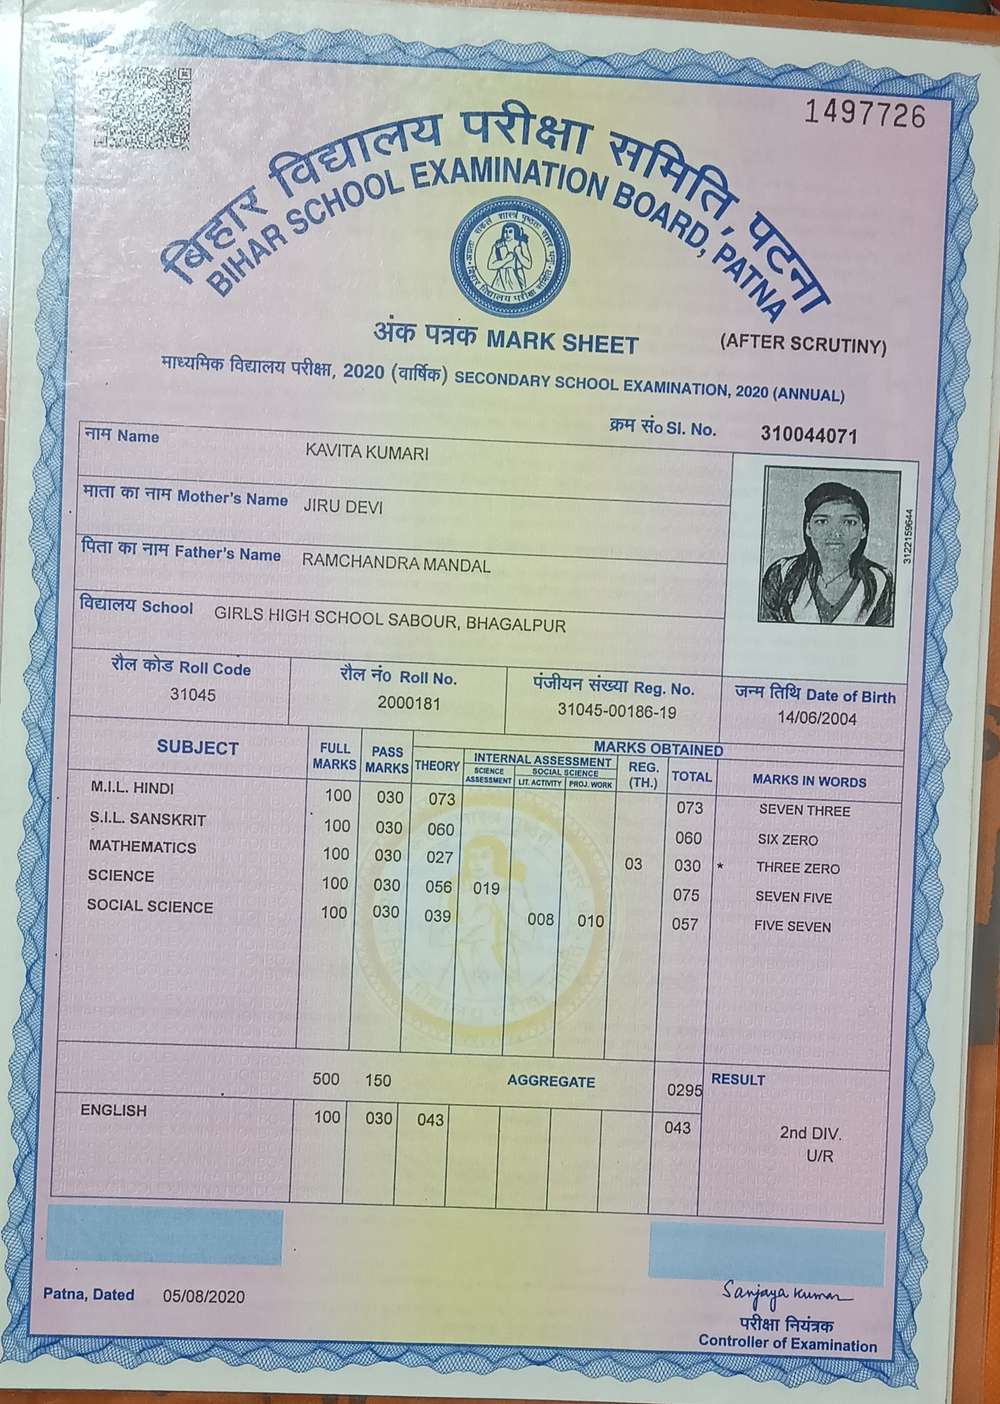 1497726
बिहार विद्यालय परीक्षा समिति, पटना
BIHAR SCHOOL EXAMINATION BOARD, PATNA
अंक पत्रक MARK SHEET (AFTER SCRUTINY)
माध्यमिक विद्यालय परीक्षा, 2020 (वार्षिक) SECONDARY SCHOOL EXAMINATION, 2020 (ANNUAL)
क्रम सं० Sl. No. 310044071
नाम Name KAVITA KUMARI
माता का नाम Mother's Name JIRU DEVI
पिता का नाम Father's Name RAMCHANDRA MANDAL
विद्यालय School GIRLS HIGH SCHOOL SABOUR, BHAGALPUR
3122159644
रौल कोड Roll Code रौल नं० Roll No. पंजीयन संख्या Reg. No. जन्म तिथि Date of Birth
31045 2000181 31045-00186-19 14/06/2004
SUBJECT FULL MARKS PASS MARKS MARKS OBTAINED
THEORY INTERNAL ASSESSMENT REG. (TH.) TOTAL MARKS IN WORDS
SCIENCE ASSESSMENT SOCIAL SCIENCE
LIT. ACTIVITY PROJ. WORK
M.I.L. HINDI 100 030 073 073 SEVEN THREE
S.I.L. SANSKRIT 100 030 060 060 SIX ZERO
MATHEMATICS 100 030 027 03 030 * THREE ZERO
SCIENCE 100 030 056 019 075 SEVEN FIVE
SOCIAL SCIENCE 100 030 039 008 010 057 FIVE SEVEN
500 150 AGGREGATE 0295 RESULT
ENGLISH 100 030 043 043 2nd DIV.
U/R
Patna, Dated 05/08/2020
Sanjaya Kumar
परीक्षा नियंत्रक
Controller of Examination